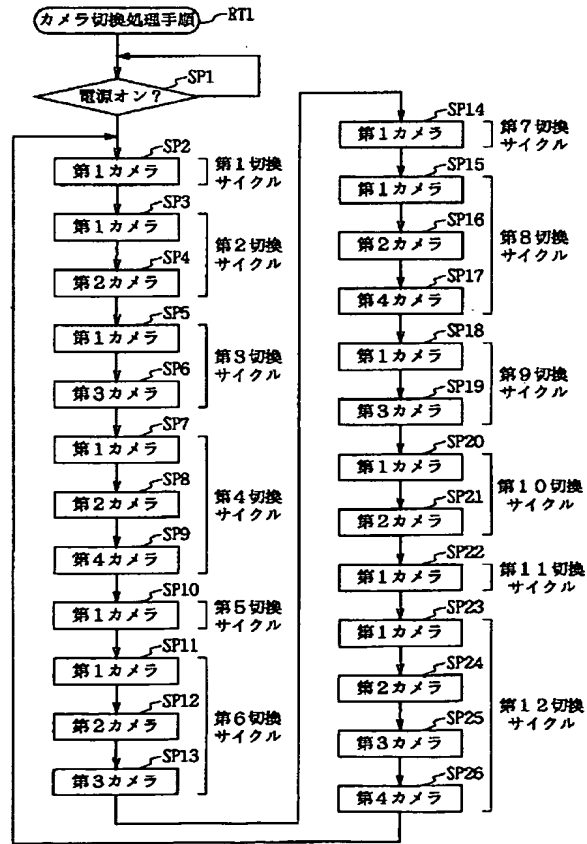 カメラ切換処理手順
RT1
SP1
電源オン?
SP2
第1カメラ
第1切換
サイクル
SP3
第1カメラ
SP4
第2カメラ
第2切換
サイクル
SP5
第1カメラ
SP6
第3カメラ
第3切換
サイクル
SP7
第1カメラ
SP8
第2カメラ
SP9
第4カメラ
第4切換
サイクル
SP10
第1カメラ
第5切換
サイクル
SP11
第1カメラ
SP12
第2カメラ
SP13
第3カメラ
第6切換
サイクル
SP14
第1カメラ
第7切換
サイクル
SP15
第1カメラ
SP16
第2カメラ
SP17
第4カメラ
第8切換
サイクル
SP18
第1カメラ
SP19
第3カメラ
第9切換
サイクル
SP20
第1カメラ
SP21
第2カメラ
第10切換
サイクル
SP22
第1カメラ
第11切換
サイクル
SP23
第1カメラ
SP24
第2カメラ
SP25
第3カメラ
SP26
第4カメラ
第12切換
サイクル